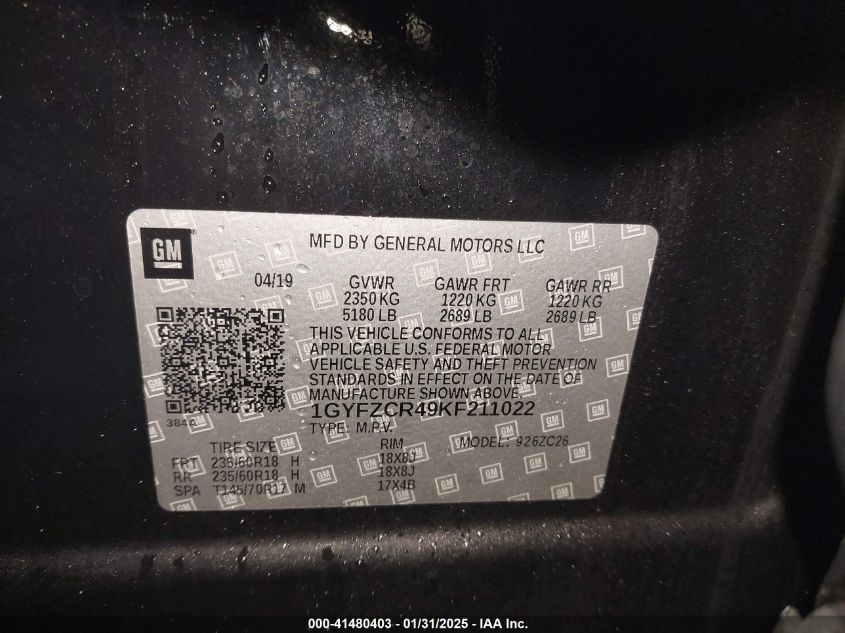 GM
MFD BY GENERAL MOTORS LLC
04/19
GVWR GAWR FRT GAWR RR
2350 KG 1220 KG 1220 KG
5180 LB 2689 LB 2689 LB
THIS VEHICLE CONFORMS TO ALL
APPLICABLE U.S. FEDERAL MOTOR
VEHICLE SAFETY AND THEFT PREVENTION
STANDARDS IN EFFECT ON THE DATE OF
MANUFACTURE SHOWN ABOVE.
1GYFZCR49KF211022
384A
TYPE: M.P.V. MODEL: 926ZC26
TIRE SIZE RIM
FRT 235/60R18 H 18X8J
RR 235/60R18 H 18X8J
SPA T145/70R17 M 17X4B
000-41480403 - 01/31/2025 - IAA Inc.